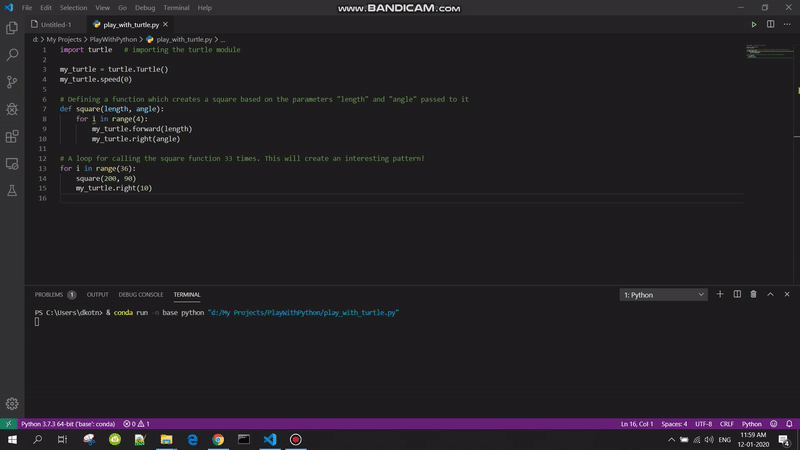 www.BANDICAM.com
File Edit Selection View Go Debug Terminal Help
Untitled-1 play_with_turtle.py ×
d: > My Projects > PlayWithPython > play_with_turtle.py > ...
1 import turtle # importing the turtle module
2
3 my_turtle = turtle.Turtle()
4 my_turtle.speed(0)
5
6 # Defining a function which creates a square based on the parameters "length" and "angle" passed to it
7 def square(length, angle):
8 for i in range(4):
9 my_turtle.forward(length)
10 my_turtle.right(angle)
11
12 # A loop for calling the square function 33 times. This will create an interesting pattern!
13 for i in range(36):
14 square(200, 90)
15 my_turtle.right(10)
16
PROBLEMS 1 OUTPUT DEBUG CONSOLE TERMINAL 1: Python
PS C:\Users\dkotn> & conda run -n base python "d:/My Projects/PlayWithPython/play_with_turtle.py"
Python 3.7.3 64-bit ('base': conda) 0 1 Ln 16, Col 1 Spaces: 4 UTF-8 CRLF Python
ENG 11:59 AM
12-01-2020 4